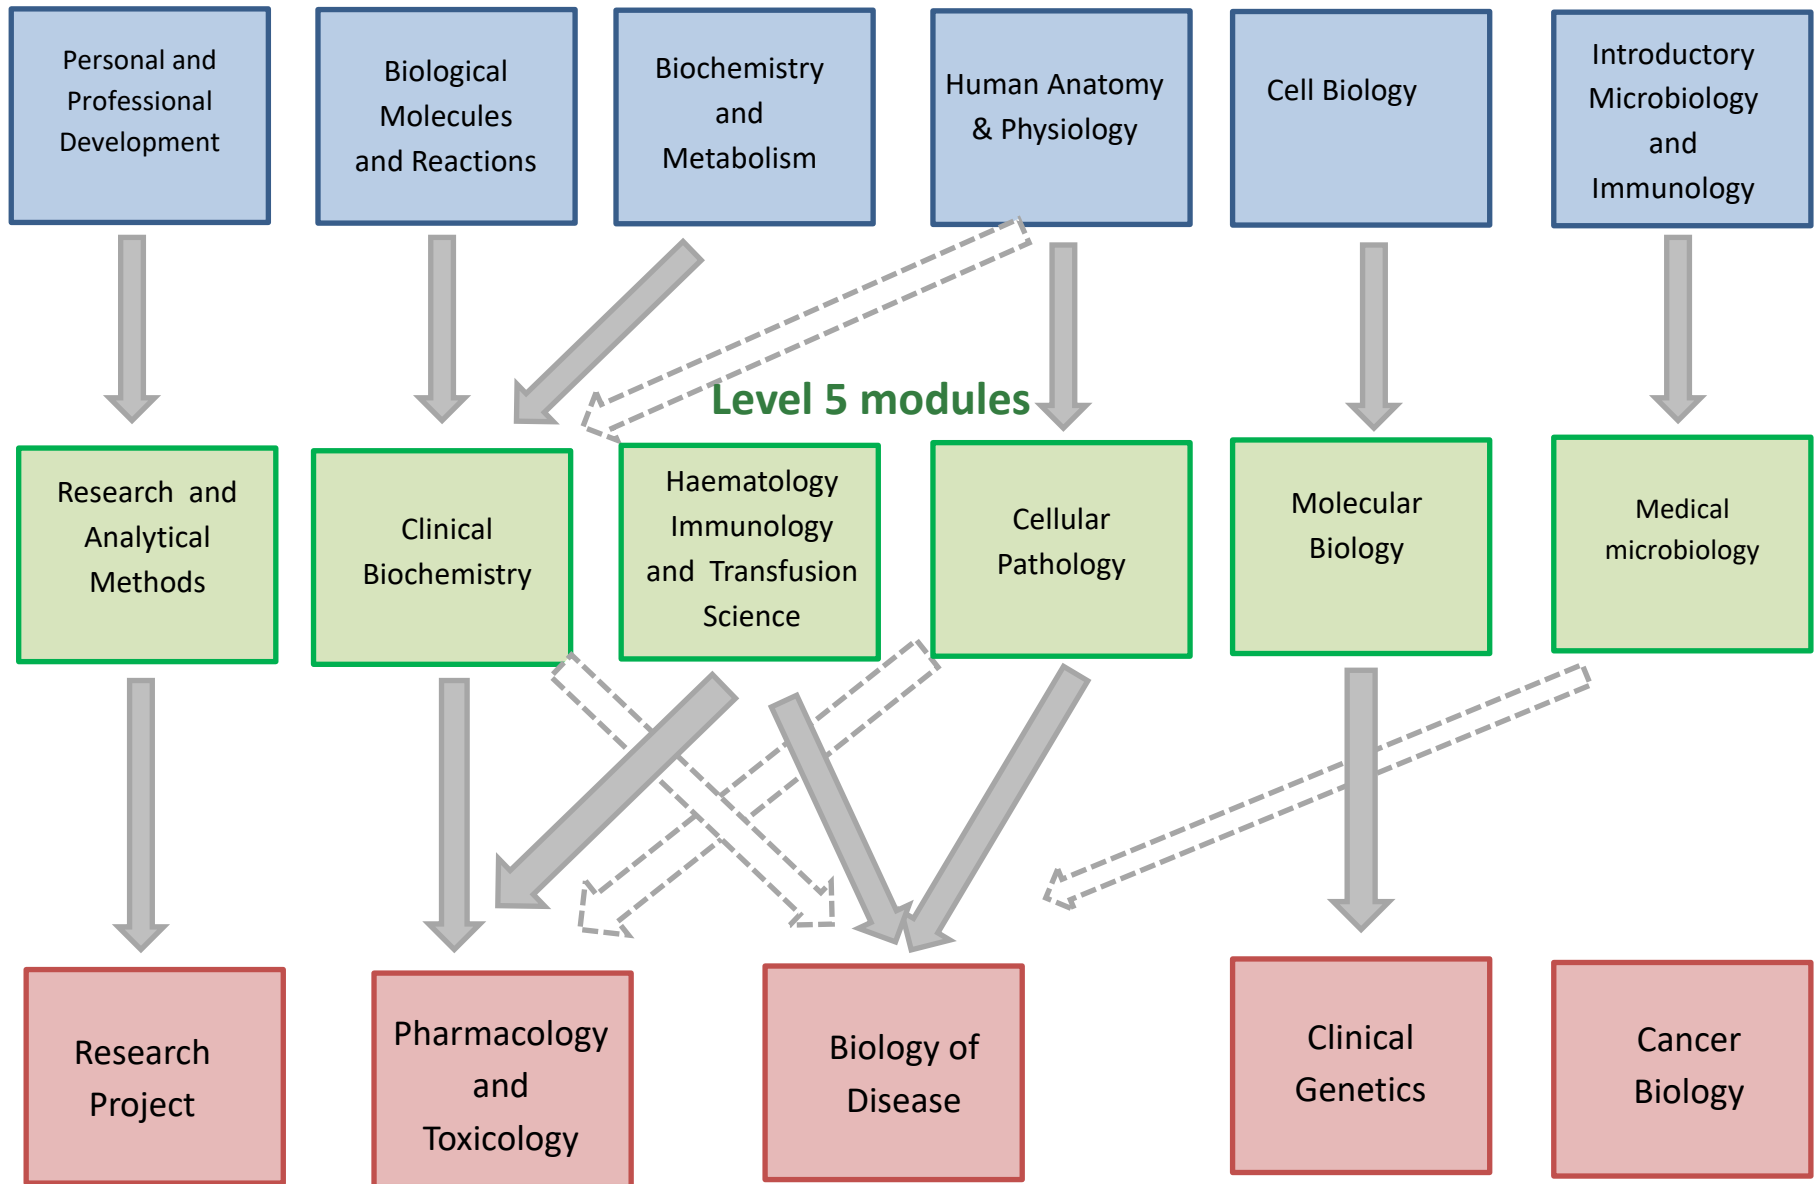 Personal and
Professional
Development
Biological
Molecules
and Reactions
Biochemistry
and
Metabolism
Human Anatomy
& Physiology
Cell Biology
Introductory
Microbiology
and
Immunology
Level 5 modules
Research and
Analytical
Methods
Clinical
Biochemistry
Haematology
Immunology
and Transfusion
Science
Cellular
Pathology
Molecular
Biology
Medical
microbiology
Research
Project
Pharmacology
and
Toxicology
Biology of
Disease
Clinical
Genetics
Cancer
Biology